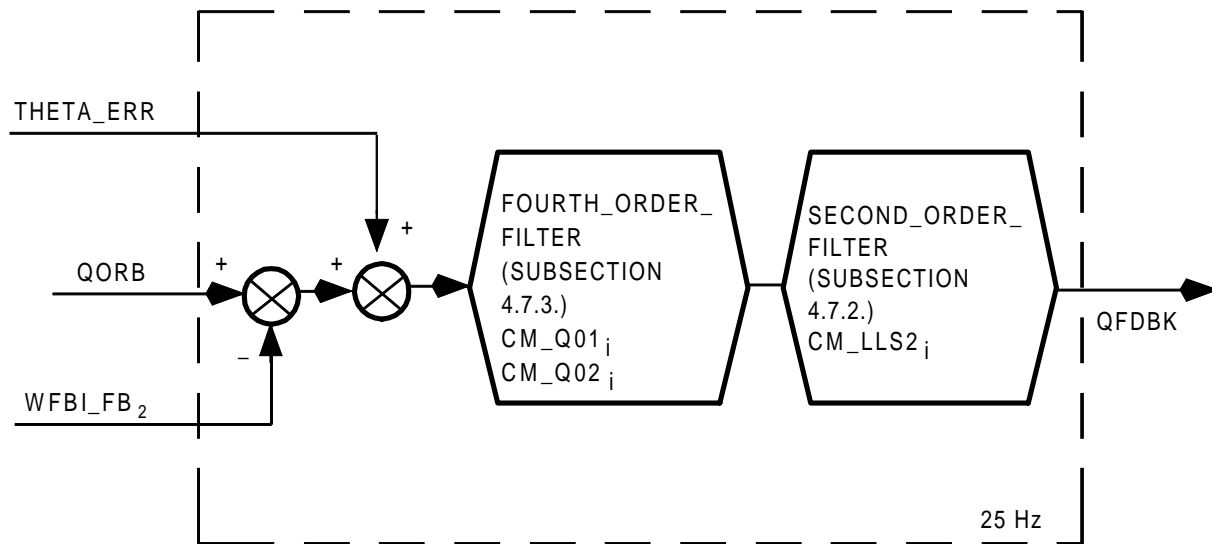 THETA_ERR
+
QORB
+
+
–
WFBI_FB₂
FOURTH_ORDER_
FILTER
(SUBSECTION
4.7.3.)
CM_Q01ᵢ
CM_Q02ᵢ
SECOND_ORDER_
FILTER
(SUBSECTION
4.7.2.)
CM_LLS2ᵢ
QFDBK
25 Hz